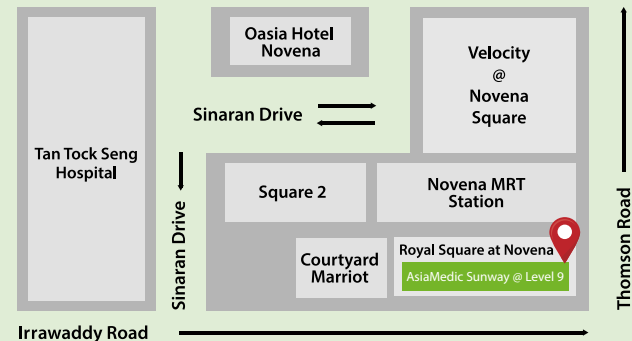 Oasia Hotel
Novena
Velocity
@
Novena
Square
Sinaran Drive
Tan Tock Seng
Hospital
Square 2
Novena MRT
Station
Sinaran Drive
Thomson Road
Courtyard
Marriot
Royal Square at Novena
AsiaMedic Sunway @ Level 9
Irrawaddy Road